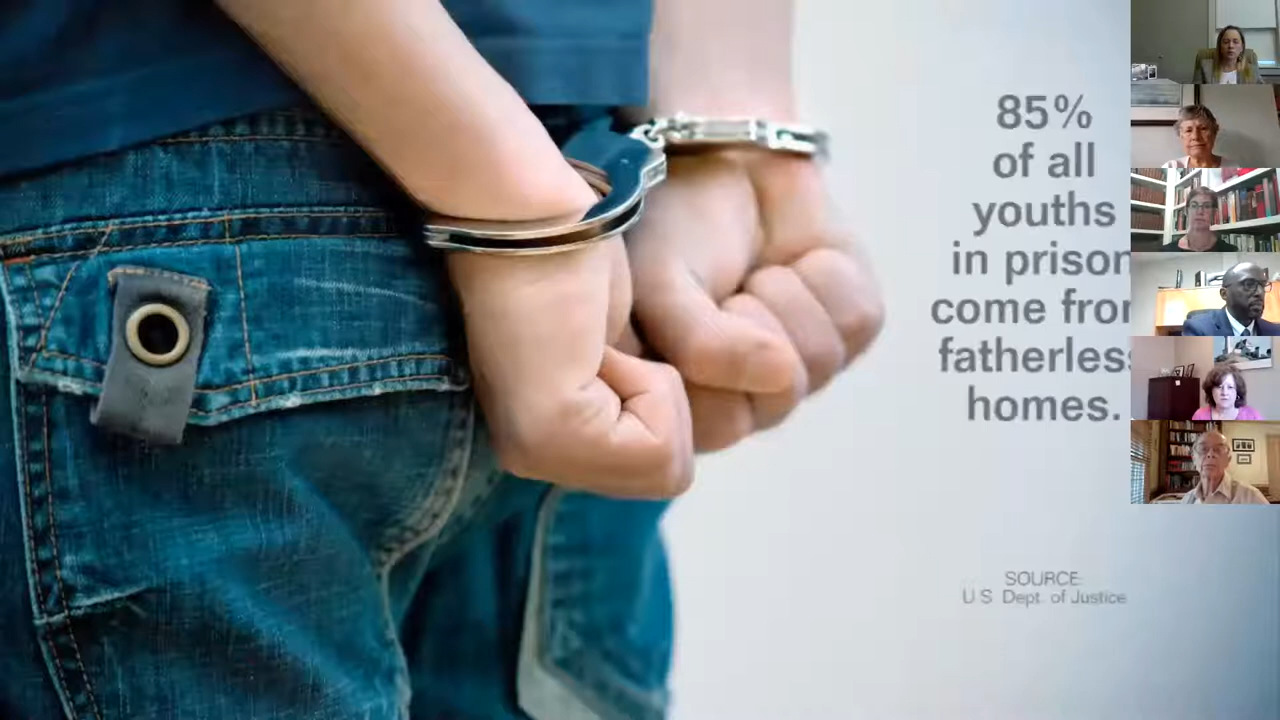 85%
of all
youths
in prison
come from
fatherless
homes.
SOURCE:
U S Dept. of Justice